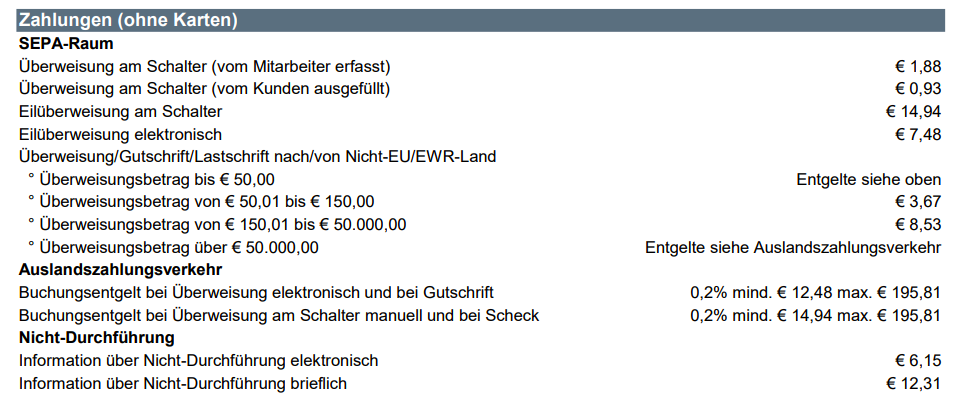 Zahlungen (ohne Karten)
SEPA-Raum
Überweisung am Schalter (vom Mitarbeiter erfasst) € 1,88
Überweisung am Schalter (vom Kunden ausgefüllt) € 0,93
Eilüberweisung am Schalter € 14,94
Eilüberweisung elektronisch € 7,48
Überweisung/Gutschrift/Lastschrift nach/von Nicht-EU/EWR-Land
° Überweisungsbetrag bis € 50,00 Entgelte siehe oben
° Überweisungsbetrag von € 50,01 bis € 150,00 € 3,67
° Überweisungsbetrag von € 150,01 bis € 50.000,00 € 8,53
° Überweisungsbetrag über € 50.000,00 Entgelte siehe Auslandszahlungsverkehr
Auslandszahlungsverkehr
Buchungsentgelt bei Überweisung elektronisch und bei Gutschrift 0,2% mind. € 12,48 max. € 195,81
Buchungsentgelt bei Überweisung am Schalter manuell und bei Scheck 0,2% mind. € 14,94 max. € 195,81
Nicht-Durchführung
Information über Nicht-Durchführung elektronisch € 6,15
Information über Nicht-Durchführung brieflich € 12,31